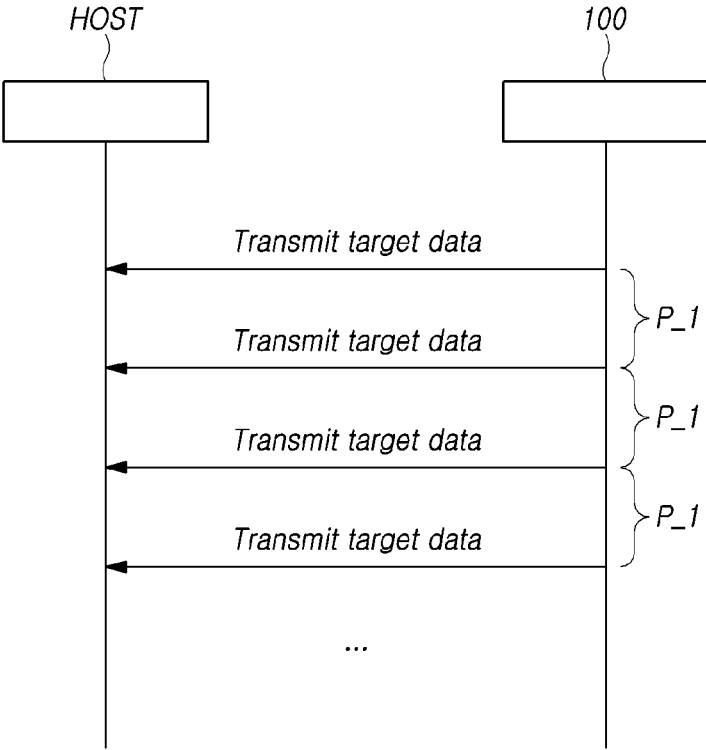 HOST
100
Transmit target data
P_1
Transmit target data
P_1
Transmit target data
P_1
Transmit target data
...